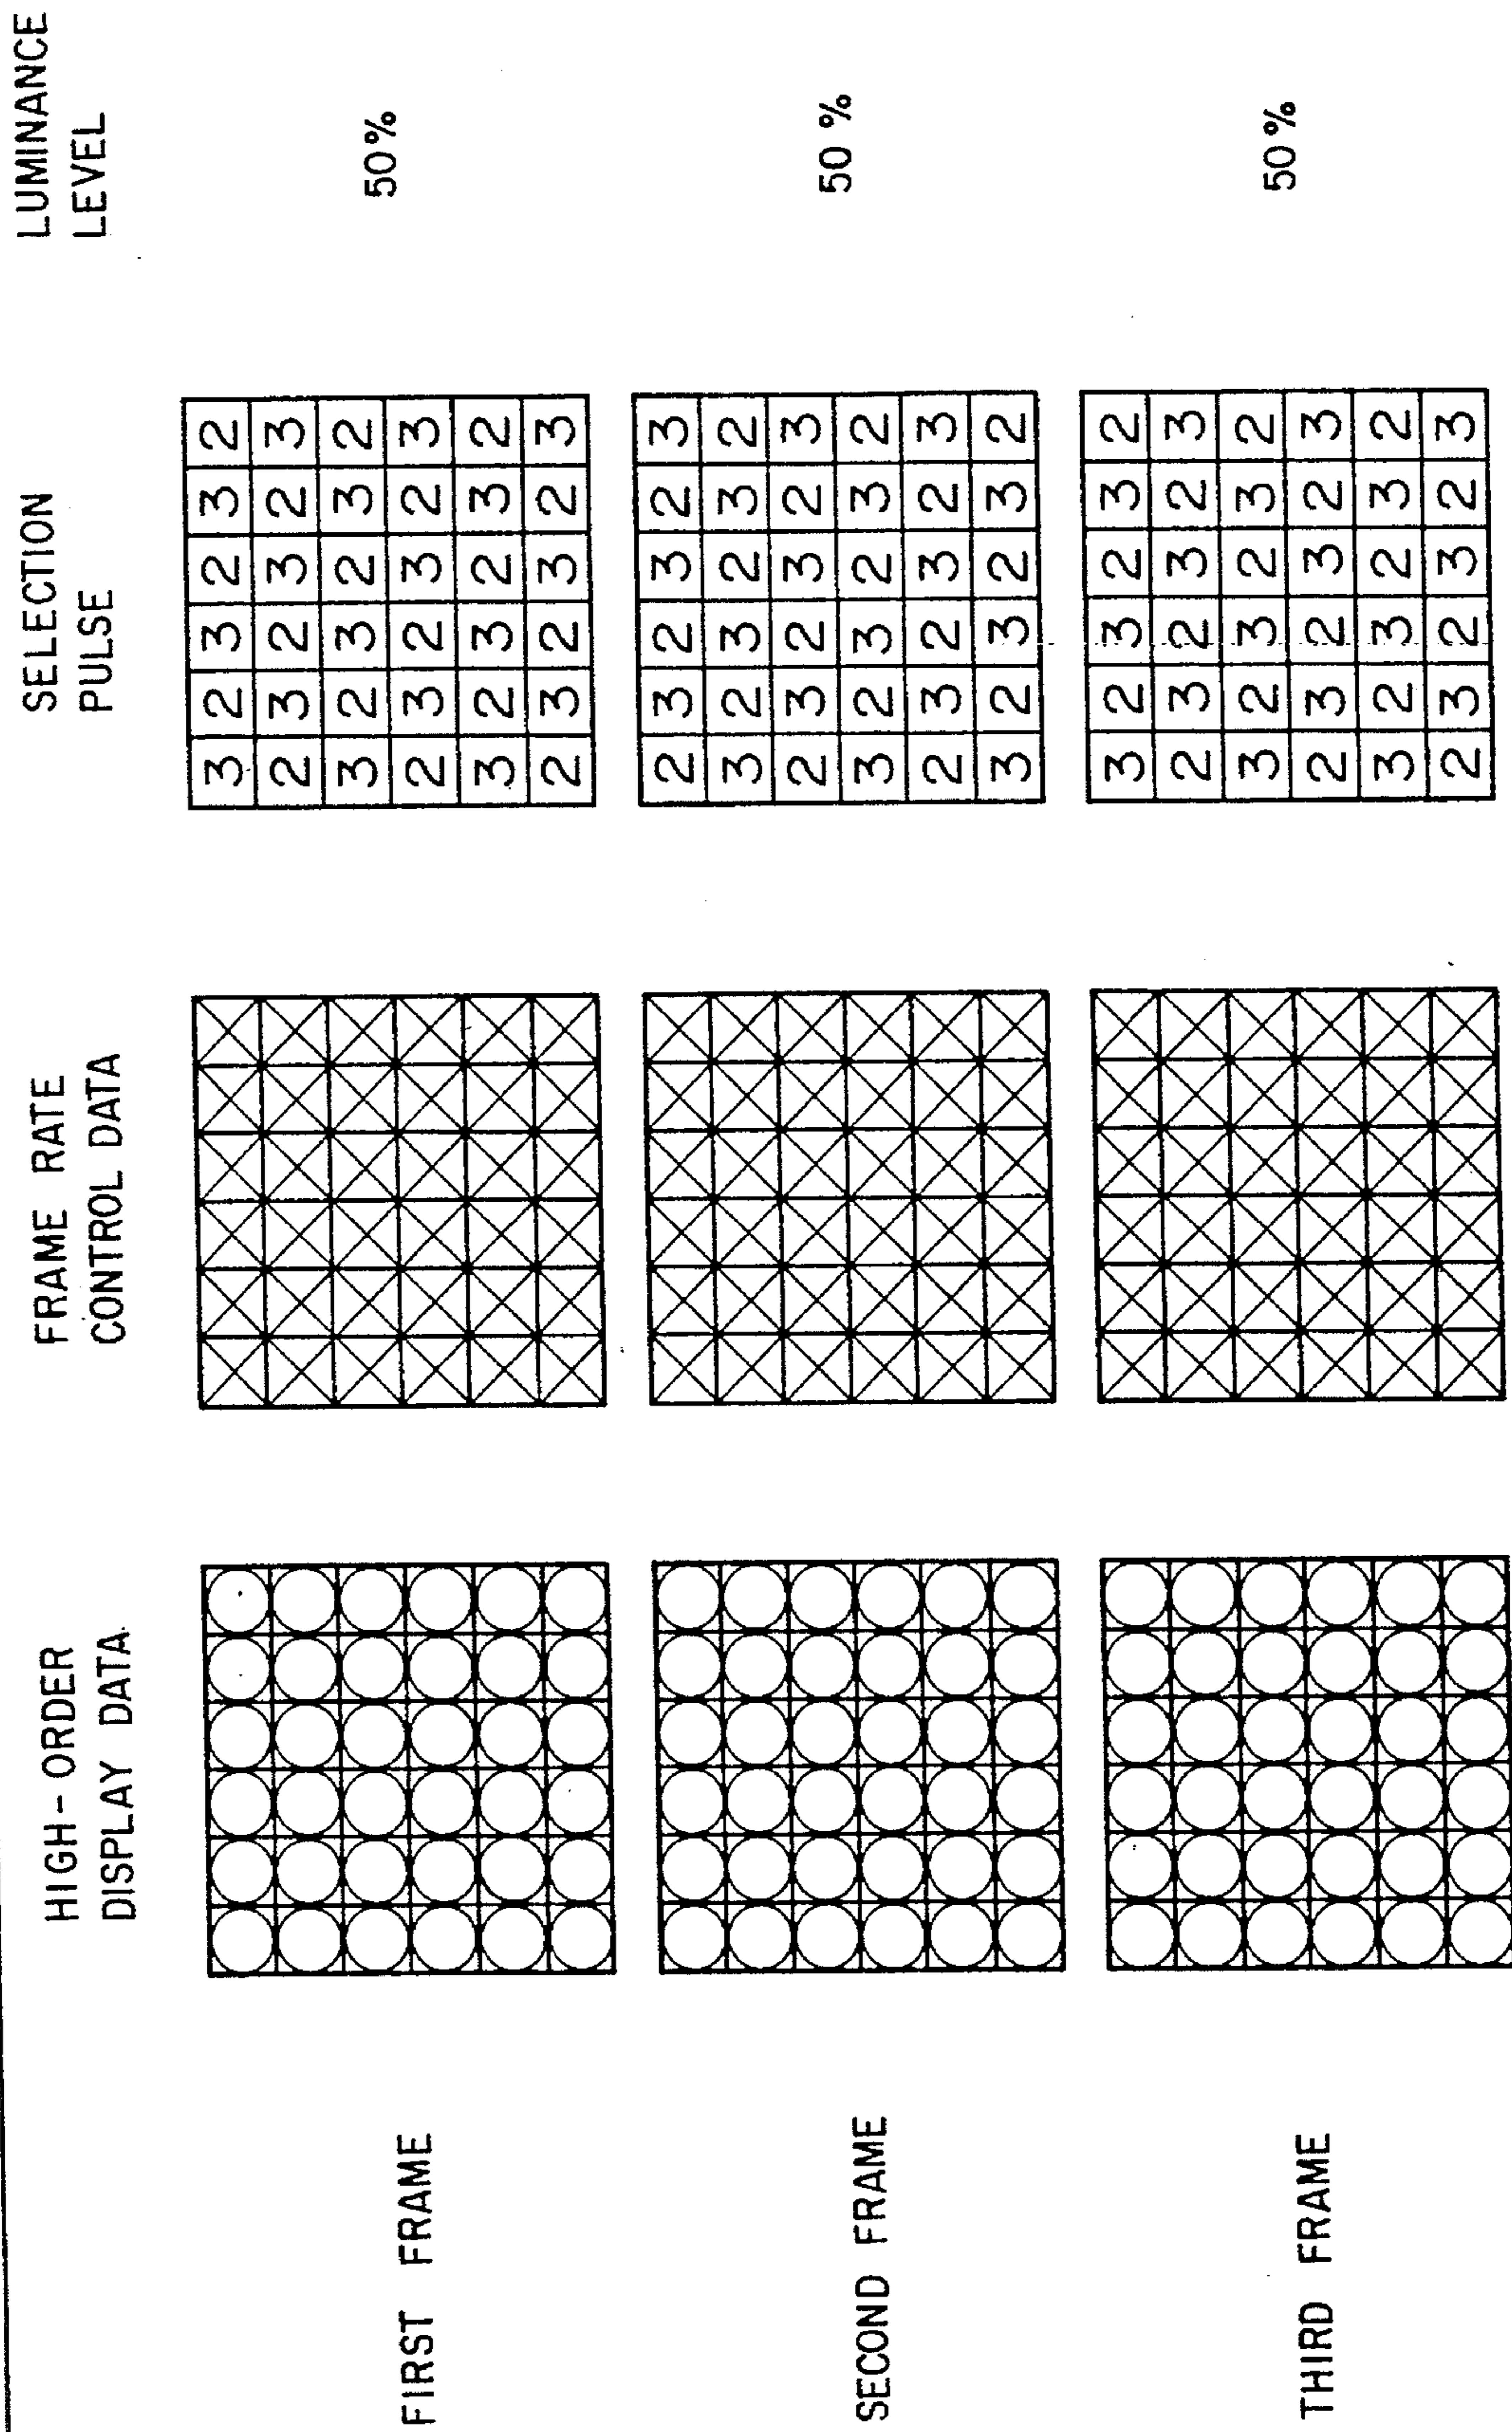 HIGH-ORDER
DISPLAY DATA
FRAME RATE
CONTROL DATA
SELECTION
PULSE
LUMINANCE
LEVEL
FIRST FRAME
3 2 3 2 3 2
2 3 2 3 2 3
3 2 3 2 3 2
2 3 2 3 2 3
3 2 3 2 3 2
2 3 2 3 2 3
50%
SECOND FRAME
2 3 2 3 2 3
3 2 3 2 3 2
2 3 2 3 2 3
3 2 3 2 3 2
2 3 2 3 2 3
3 2 3 2 3 2
50%
THIRD FRAME
3 2 3 2 3 2
2 3 2 3 2 3
3 2 3 2 3 2
2 3 2 3 2 3
3 2 3 2 3 2
2 3 2 3 2 3
50%